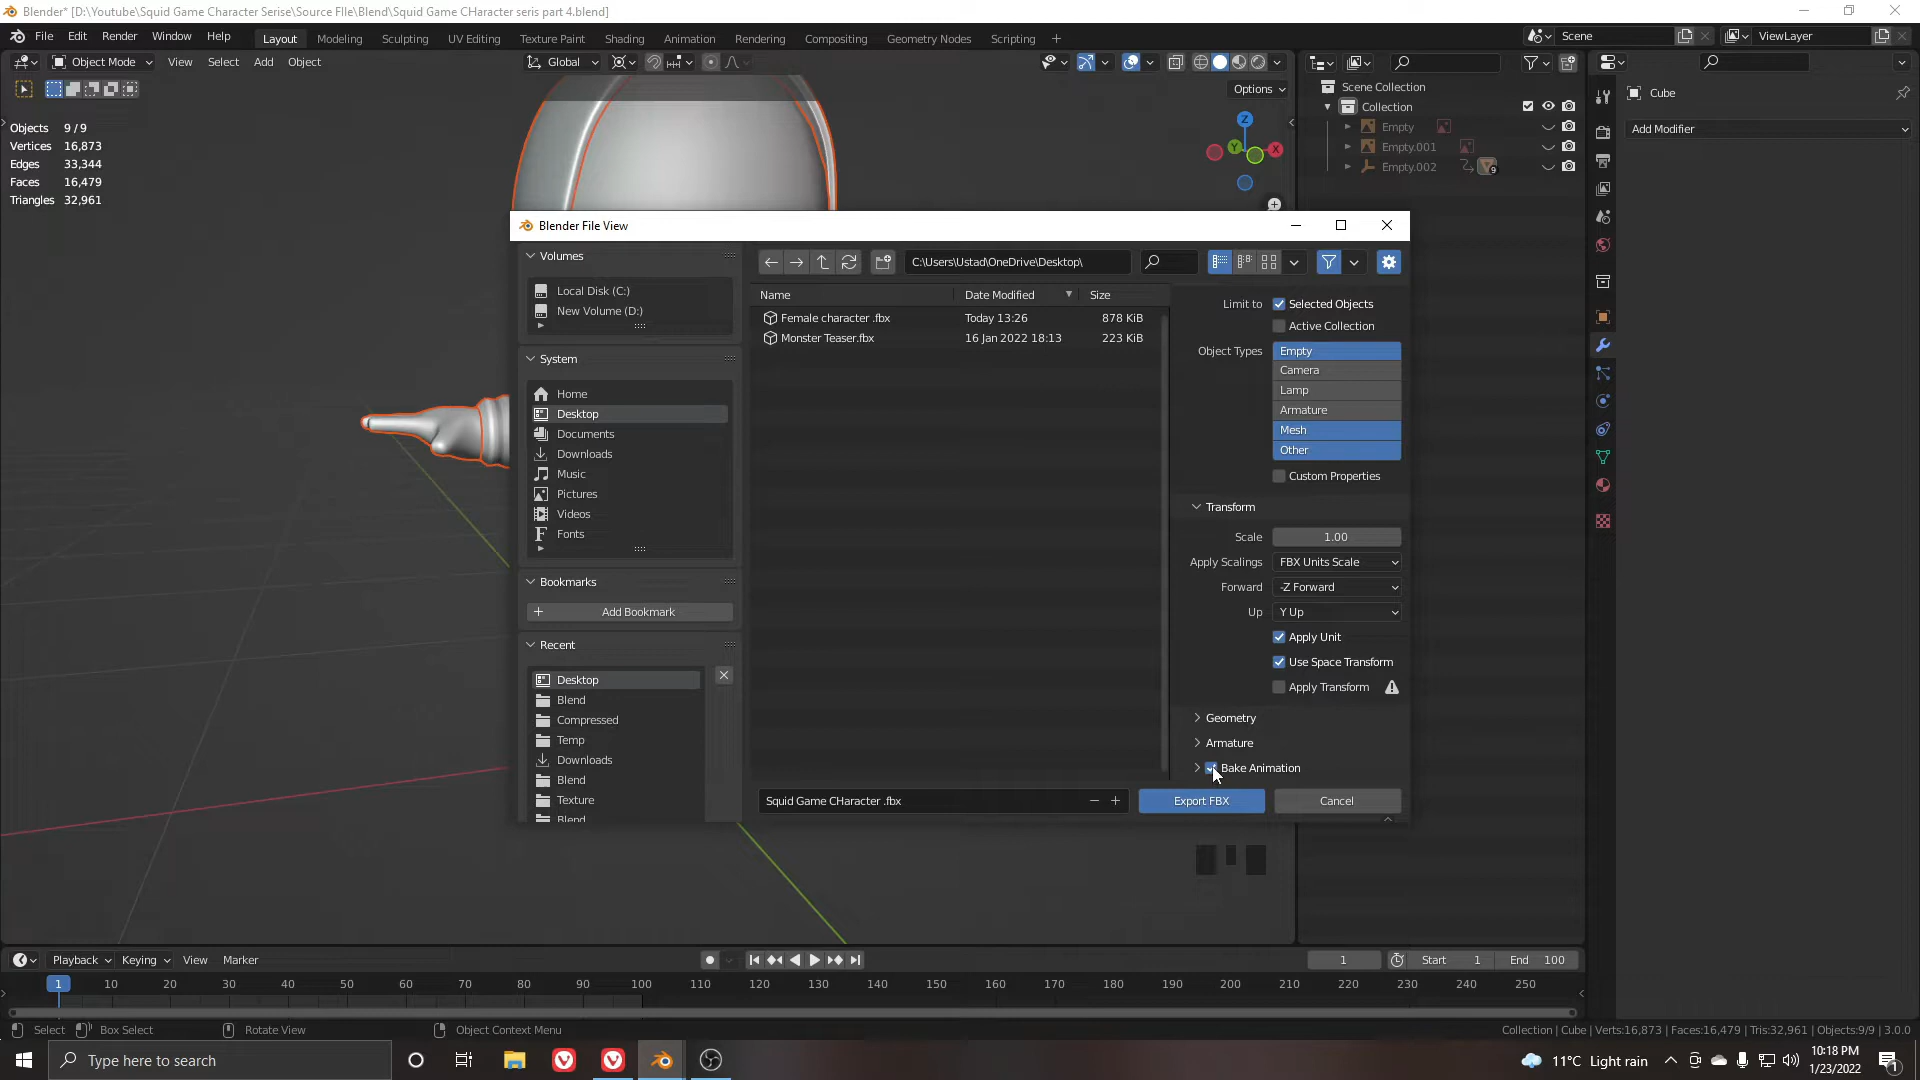 Blender* [D:\Youtube\Squid Game Character Serise\Source FIle\Blend\Squid Game CHaracter seris part 4.blend]
File Edit Render Window Help Layout Modeling Sculpting UV Editing Texture Paint Shading Animation Rendering Compositing Geometry Nodes Scripting + Scene ViewLayer
Object Mode View Select Add Object Global
Options
Scene Collection
Collection
Empty
Empty.001
Empty.002 9
Cube
Add Modifier
Objects 9/9
Vertices 16,873
Edges 33,344
Faces 16,479
Triangles 32,961
Z
Y X
Blender File View
Volumes
Local Disk (C:)
New Volume (D:)
System
Home
Desktop
Documents
Downloads
Music
Pictures
Videos
Fonts
Bookmarks
Add Bookmark
Recent
Desktop
Blend
Compressed
Temp
Downloads
Blend
Texture
Blend
C:\Users\Ustad\OneDrive\Desktop\
Name Date Modified Size
Female character .fbx Today 13:26 878 KiB
Monster Teaser.fbx 16 Jan 2022 18:13 223 KiB
Limit to Selected Objects
Active Collection
Object Types Empty
Camera
Lamp
Armature
Mesh
Other
Custom Properties
Transform
Scale 1.00
Apply Scalings FBX Units Scale
Forward -Z Forward
Up Y Up
Apply Unit
Use Space Transform
Apply Transform
Geometry
Armature
Bake Animation
Squid Game CHaracter .fbx Export FBX Cancel
Playback Keying View Marker 1 Start 1 End 100
1 10 20 30 40 50 60 70 80 90 100 110 120 130 140 150 160 170 180 190 200 210 220 230 240 250
Select Box Select Rotate View Object Context Menu Collection | Cube | Verts:16,873 | Faces:16,479 | Tris:32,961 | Objects:9/9 | 3.0.0
Type here to search 11°C Light rain 10:18 PM
1/23/2022 1